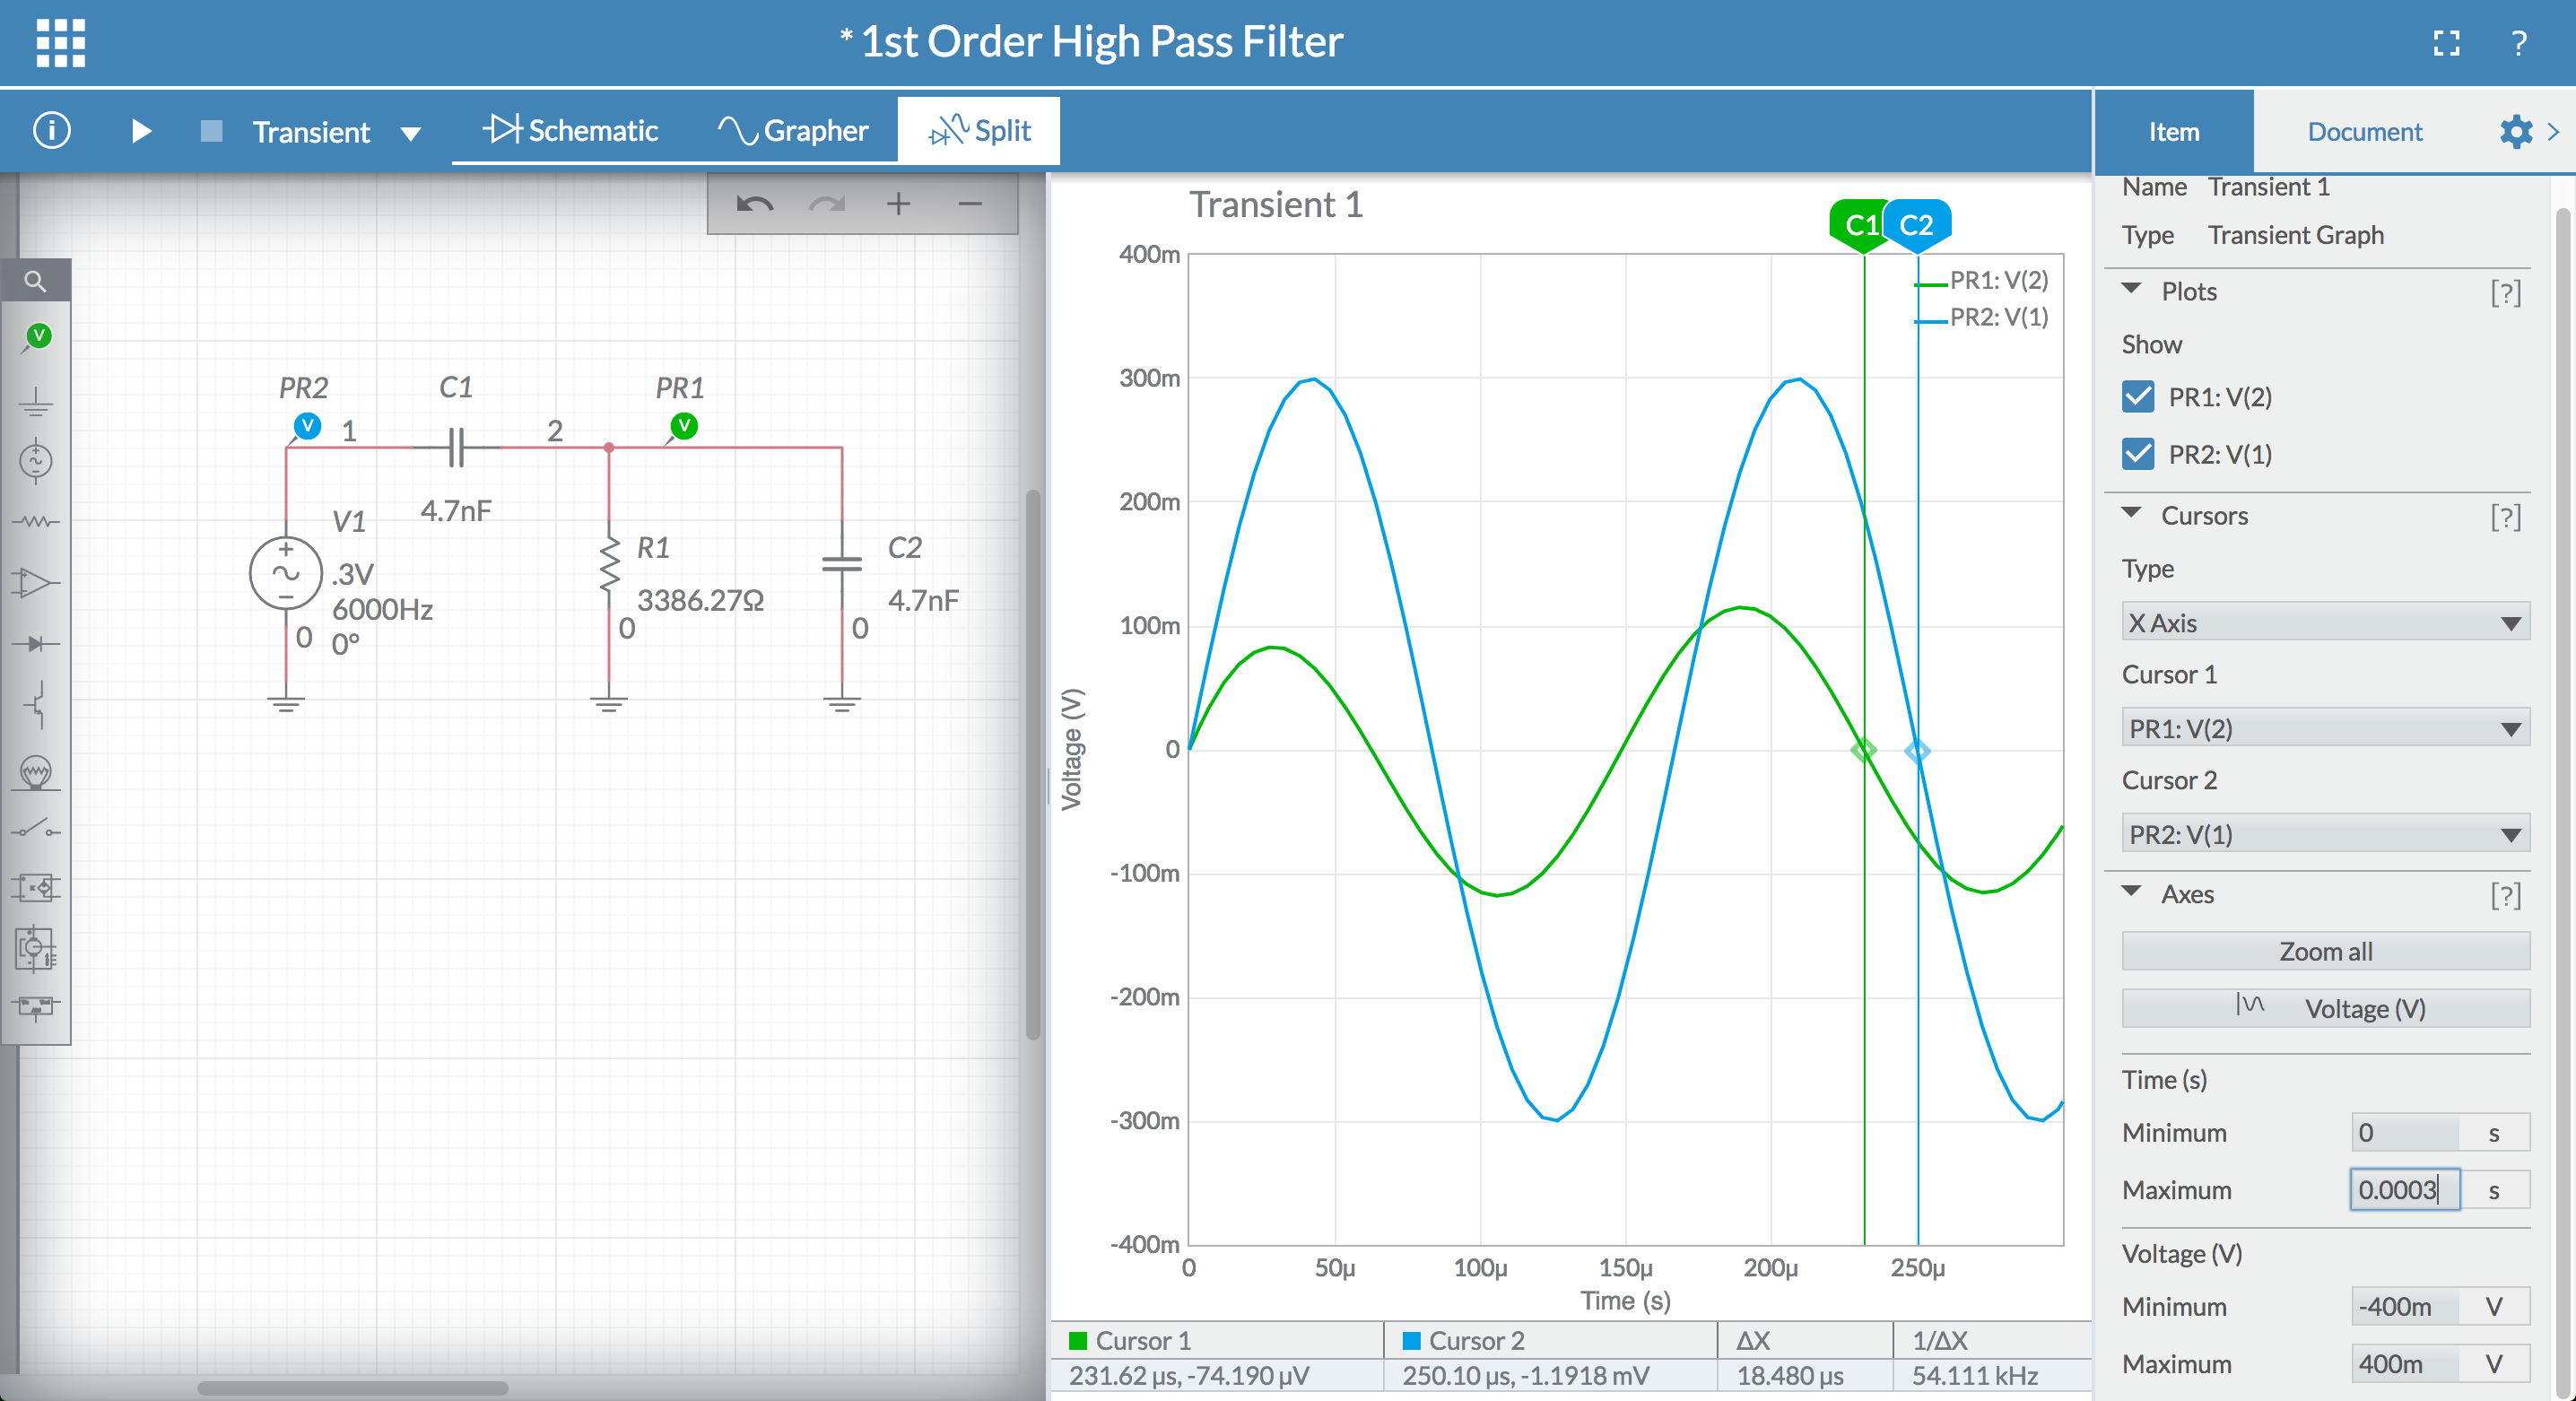 * 1st Order High Pass Filter
?
i
Transient
Schematic
Grapher
Split
Item
Document
Name Transient 1
Type Transient Graph
Plots [?]
Show
PR1: V(2)
PR2: V(1)
Cursors [?]
Type
X Axis
Cursor 1
PR1: V(2)
Cursor 2
PR2: V(1)
Axes [?]
Zoom all
Voltage (V)
Time (s)
Minimum 0 s
Maximum 0.0003 s
Voltage (V)
Minimum -400m V
Maximum 400m V
V
PR2 C1 PR1
V 1 2 V
4.7nF
V1
.3V
6000Hz
0°
0
R1
3386.27Ω
0
C2
4.7nF
0
Transient 1
C1 C2
PR1: V(2)
PR2: V(1)
400m
300m
200m
100m
0
-100m
-200m
-300m
-400m
Voltage (V)
0 50µ 100µ 150µ 200µ 250µ
Time (s)
Cursor 1 Cursor 2 ΔX 1/ΔX
231.62 µs, -74.190 µV 250.10 µs, -1.1918 mV 18.480 µs 54.111 kHz